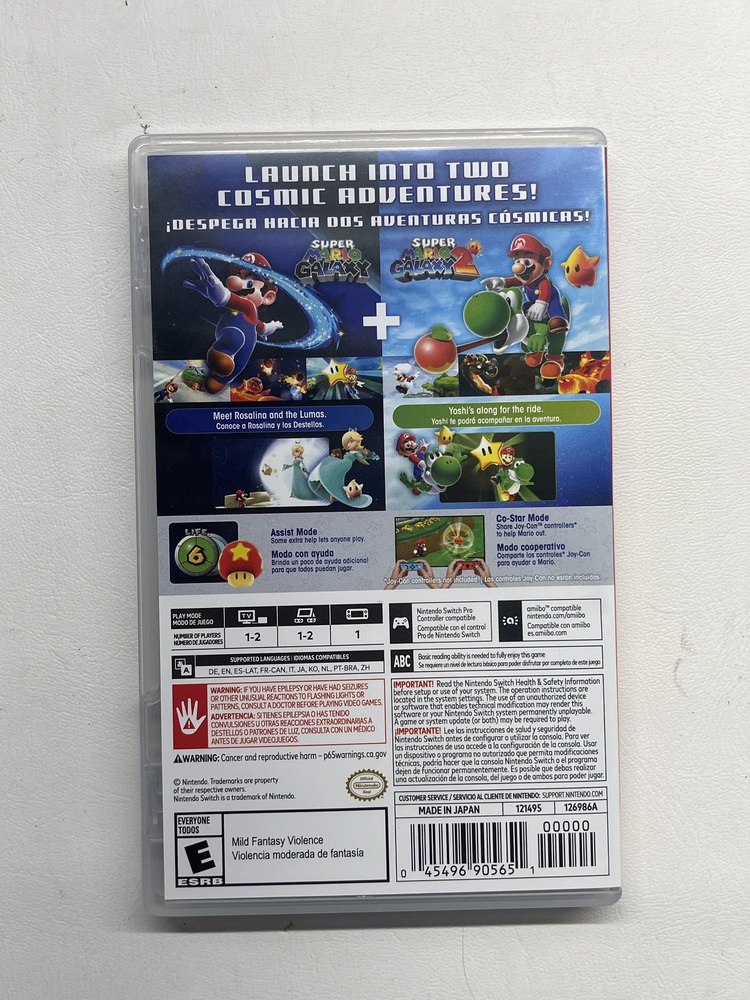 LAUNCH INTO TWO
COSMIC ADVENTURES!
¡DESPEGA HACIA DOS AVENTURAS CÓSMICAS!
SUPER
MARIO
GALAXY
SUPER
MARIO
GALAXY 2
+
Meet Rosalina and the Lumas.
Conoce a Rosalina y los Destellos.
Yoshi's along for the ride.
Yoshi te podrá acompañar en la aventura.
LIFE
6
Assist Mode
Some extra help lets anyone play.
Modo con ayuda
Brinda un poco de ayuda adicional
para que todos puedan jugar.
Co-Star Mode
Share Joy-Con™ controllers*
to help Mario out.
Modo cooperativo
Comparte los controles* Joy-Con
para ayudar a Mario.
*Joy-Con controllers not included. | Los controles Joy-Con no están incluidos.
PLAY MODE
MODO DE JUEGO
TV
NUMBER OF PLAYERS
NÚMERO DE JUGADORES
1-2
1-2
1
Nintendo Switch Pro
Controller compatible
Compatible con el control
Pro de Nintendo Switch
amiibo™ compatible
nintendo.com/amiibo
Compatible con amiibo
es.amiibo.com
SUPPORTED LANGUAGES | IDIOMAS COMPATIBLES
DE, EN, ES-LAT, FR-CAN, IT, JA, KO, NL, PT-BRA, ZH
ABC
Basic reading ability is needed to fully enjoy this game
Se requiere un nivel de lectura básico para poder disfrutar por completo de este juego
WARNING: IF YOU HAVE EPILEPSY OR HAVE HAD SEIZURES
OR OTHER UNUSUAL REACTIONS TO FLASHING LIGHTS OR
PATTERNS, CONSULT A DOCTOR BEFORE PLAYING VIDEO GAMES.
ADVERTENCIA: SI TIENES EPILEPSIA O HAS TENIDO
CONVULSIONES U OTRAS REACCIONES EXTRAORDINARIAS A
DESTELLOS O PATRONES DE LUZ, CONSULTA CON UN MÉDICO
ANTES DE JUGAR VIDEOJUEGOS.
WARNING: Cancer and reproductive harm – p65warnings.ca.gov
IMPORTANT! Read the Nintendo Switch Health & Safety Information
before setup or use of your system. The operation instructions are
located in the system settings. The use of an unauthorized device
or software that enables technical modification may render this
software or your Nintendo Switch system permanently unplayable.
A game or system update (or both) may be required to play.
¡IMPORTANTE! Lee las instrucciones de salud y seguridad de
Nintendo Switch antes de configurar o utilizar la consola. Para ver
las instrucciones de uso accede a la configuración de la consola. Usar
un dispositivo o programa no autorizado que permita modificaciones
técnicas, podría hacer que la consola Nintendo Switch o el programa
dejen de funcionar permanentemente. Es posible que debas realizar
una actualización de la consola, del juego o de ambos para poder jugar.
© Nintendo. Trademarks are property
of their respective owners.
Nintendo Switch is a trademark of Nintendo.
Official
Nintendo
Seal
CUSTOMER SERVICE / SERVICIO AL CLIENTE DE NINTENDO: SUPPORT.NINTENDO.COM
MADE IN JAPAN
121495
126986A
EVERYONE
TODOS
E
ESRB
Mild Fantasy Violence
Violencia moderada de fantasía
00000
0 45496 90565 1